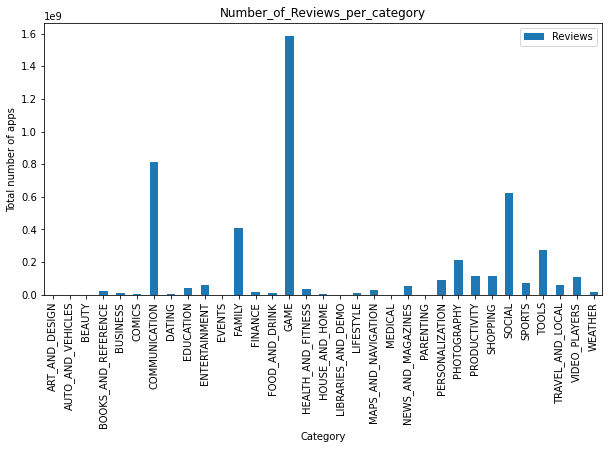 Number_of_Reviews_per_category
1e9
Reviews
1.6
1.4
1.2
1.0
0.8
0.6
0.4
0.2
0.0
Total number of apps
ART_AND_DESIGN
AUTO_AND_VEHICLES
BEAUTY
BOOKS_AND_REFERENCE
BUSINESS
COMICS
COMMUNICATION
DATING
EDUCATION
ENTERTAINMENT
EVENTS
FAMILY
FINANCE
FOOD_AND_DRINK
GAME
HEALTH_AND_FITNESS
HOUSE_AND_HOME
LIBRARIES_AND_DEMO
LIFESTYLE
MAPS_AND_NAVIGATION
MEDICAL
NEWS_AND_MAGAZINES
PARENTING
PERSONALIZATION
PHOTOGRAPHY
PRODUCTIVITY
SHOPPING
SOCIAL
SPORTS
TOOLS
TRAVEL_AND_LOCAL
VIDEO_PLAYERS
WEATHER
Category